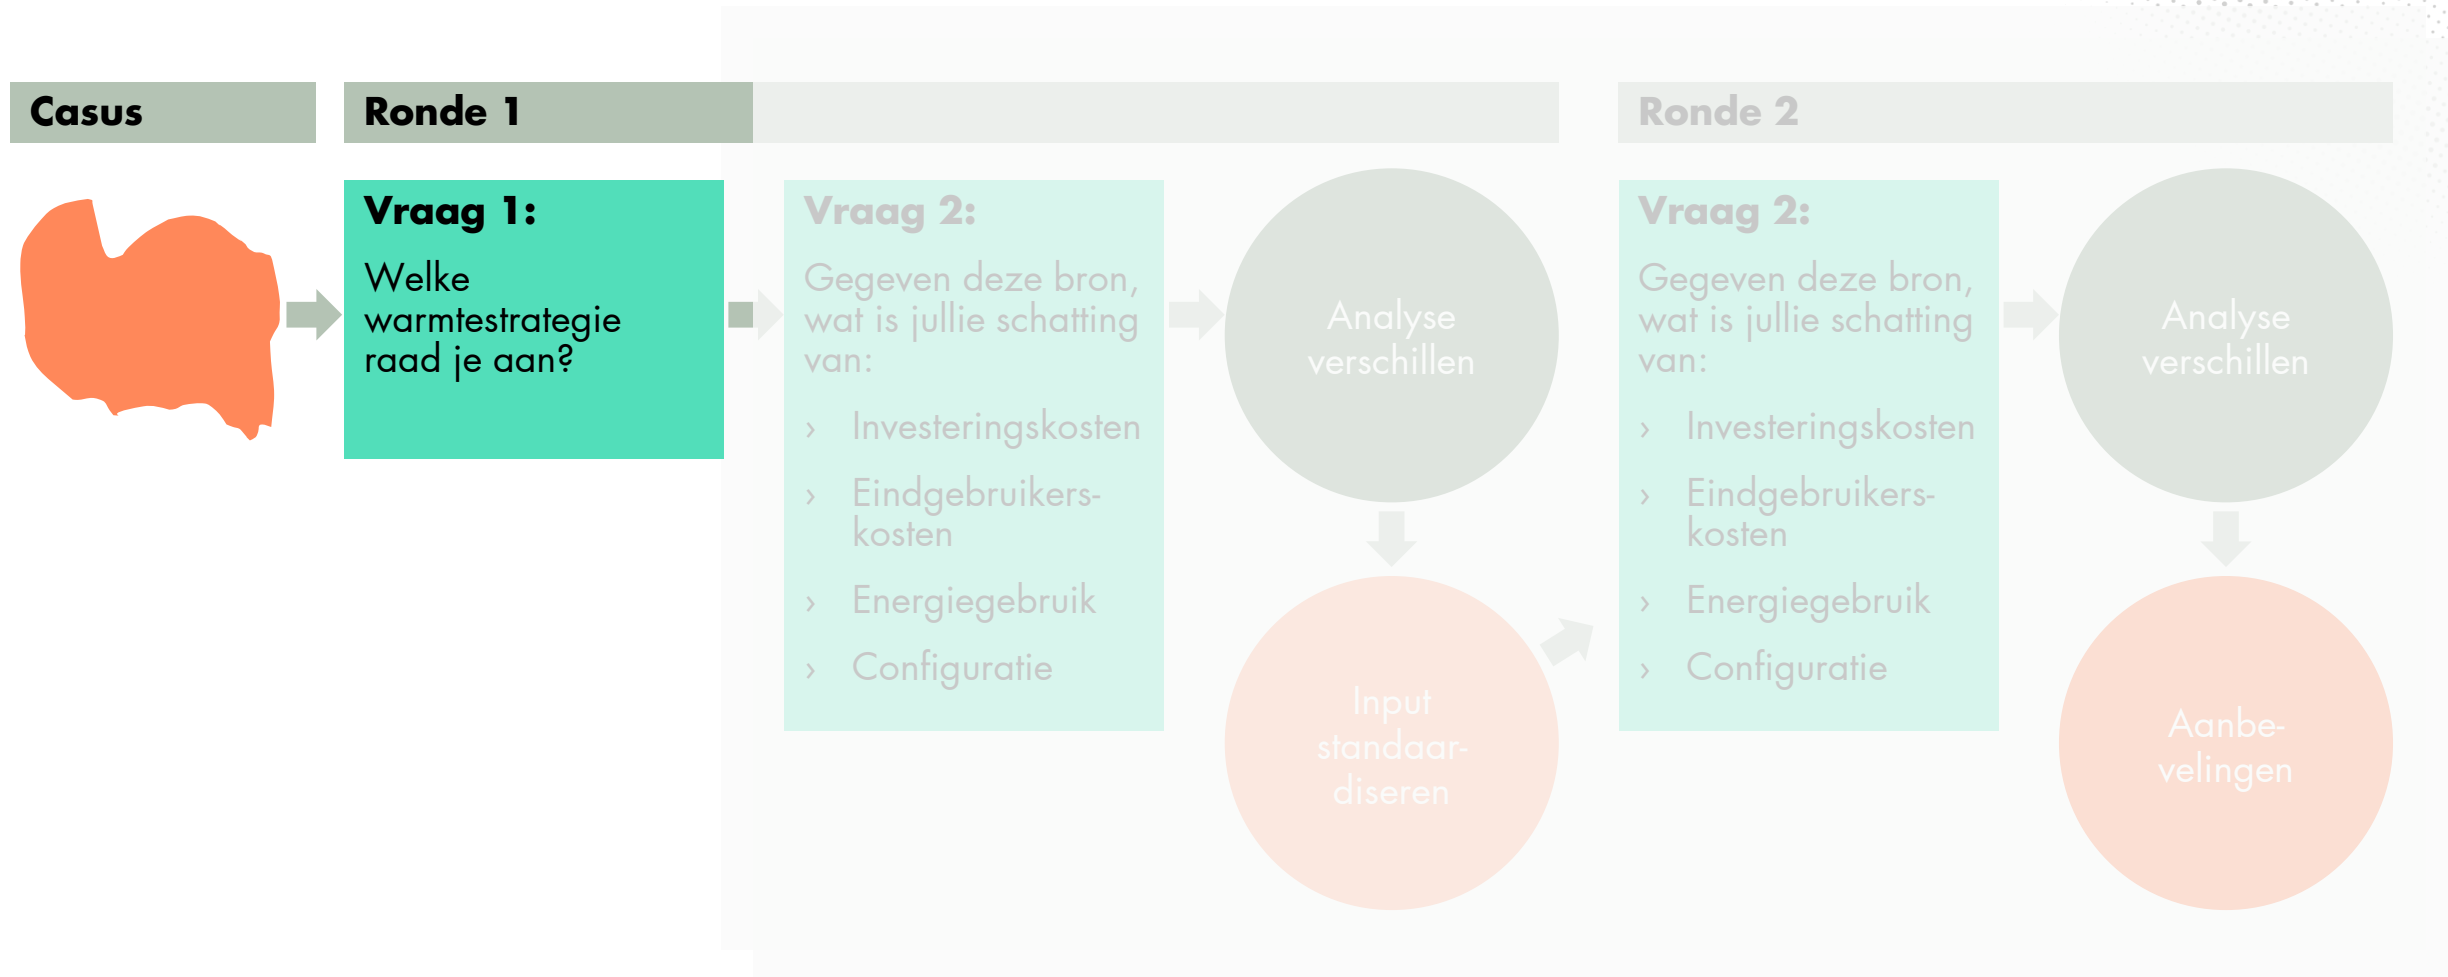 Casus
Ronde 1
Vraag 1:
Welke
warmtestrategie
raad je aan?
Vraag 2:
Gegeven deze bron,
wat is jullie schatting
van:
› Investeringskosten
› Eindgebruikers-
kosten
› Energiegebruik
› Configuratie
Analyse
verschillen
Input
standaar-
diseren
Ronde 2
Vraag 2:
Gegeven deze bron,
wat is jullie schatting
van:
› Investeringskosten
› Eindgebruikers-
kosten
› Energiegebruik
› Configuratie
Analyse
verschillen
Aanbe-
velingen